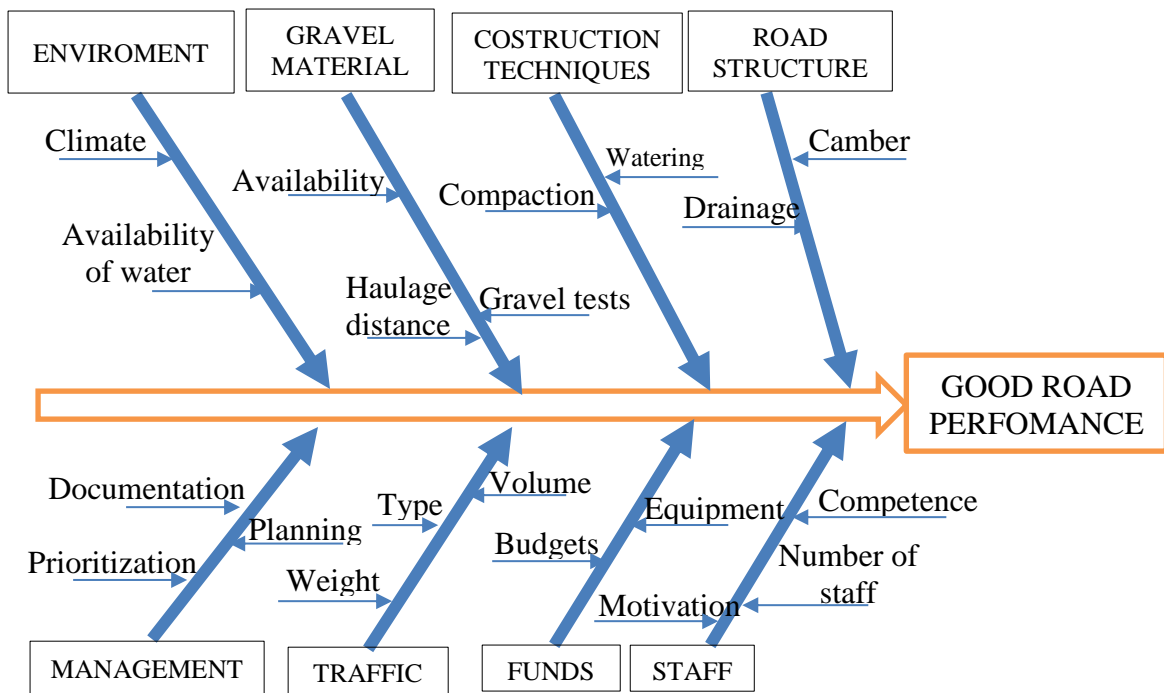 ENVIROMENT
GRAVEL
MATERIAL
COSTRUCTION
TECHNIQUES
ROAD
STRUCTURE
Climate
Availability
of water
Availability
Haulage
distance
Gravel tests
Watering
Compaction
Camber
Drainage
GOOD ROAD
PERFOMANCE
Documentation
Planning
Prioritization
Volume
Type
Weight
Equipment
Budgets
Competence
Number of
staff
Motivation
MANAGEMENT
TRAFFIC
FUNDS
STAFF